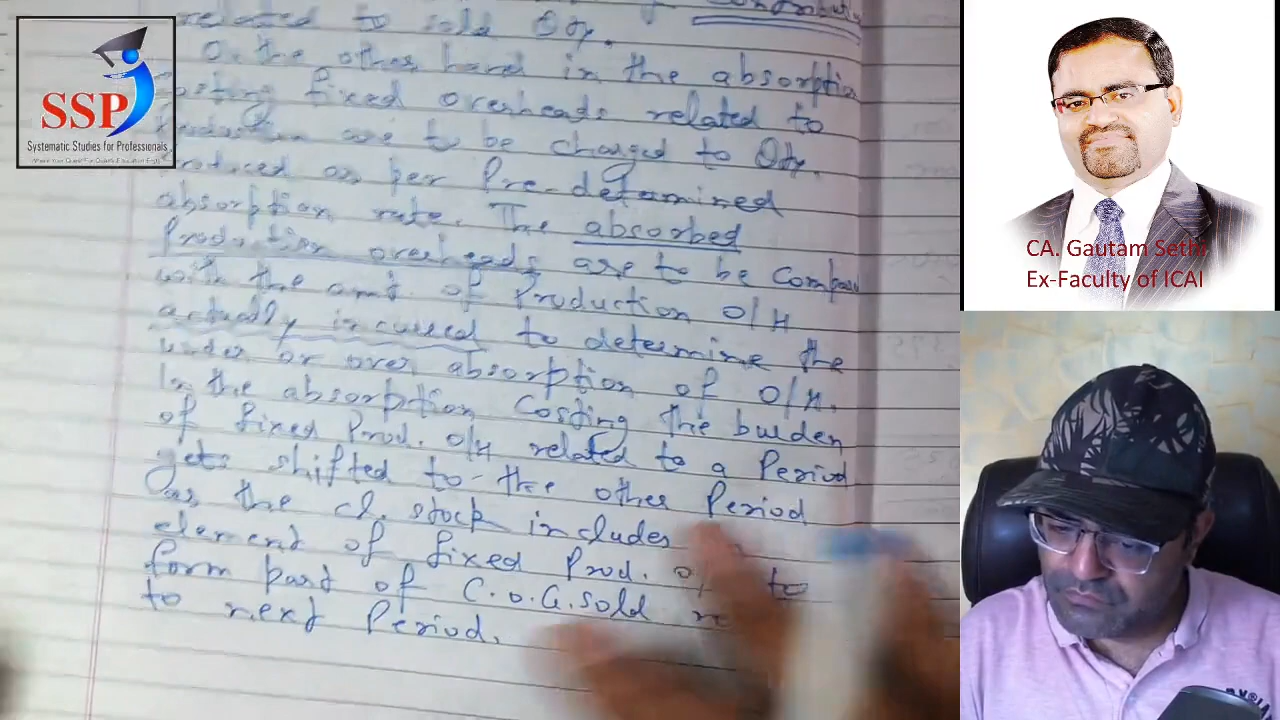 related to sold Qty.
On the other hand in the absorption
costing fixed overheads related to
Production are to be charged to Qty.
Produced as per Pre-determined
absorption rate. The absorbed
Production overheads are to be Compa
with the amt. of Production O/H
actually incurred to determine the
under or over absorption of O/H.
In the absorption Costing the burden
of fixed Prod. O/H related to a Period
gets shifted to the other Period
as the cl. stock includes
element of fixed Prod. to
form part of C.o.G. sold
to next Period.
SSP
Systematic Studies for Professionals
CA. Gautam Sethi
Ex-Faculty of ICAI